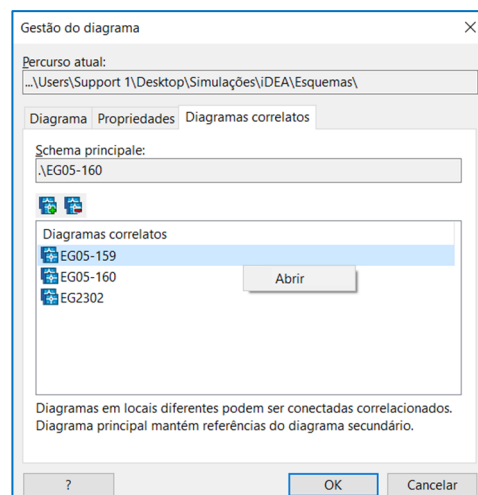 Gestão do diagrama
Percurso atual:
...\Users\Support 1\Desktop\Simulações\iDEA\Esquemas\
Diagrama Propriedades Diagramas correlatos
Schema principale:
.\EG05-160
Diagramas correlatos
EG05-159
EG05-160
Abrir
EG2302
Diagramas em locais diferentes podem ser conectadas correlacionados.
Diagrama principal mantém referências do diagrama secundário.
? OK Cancelar